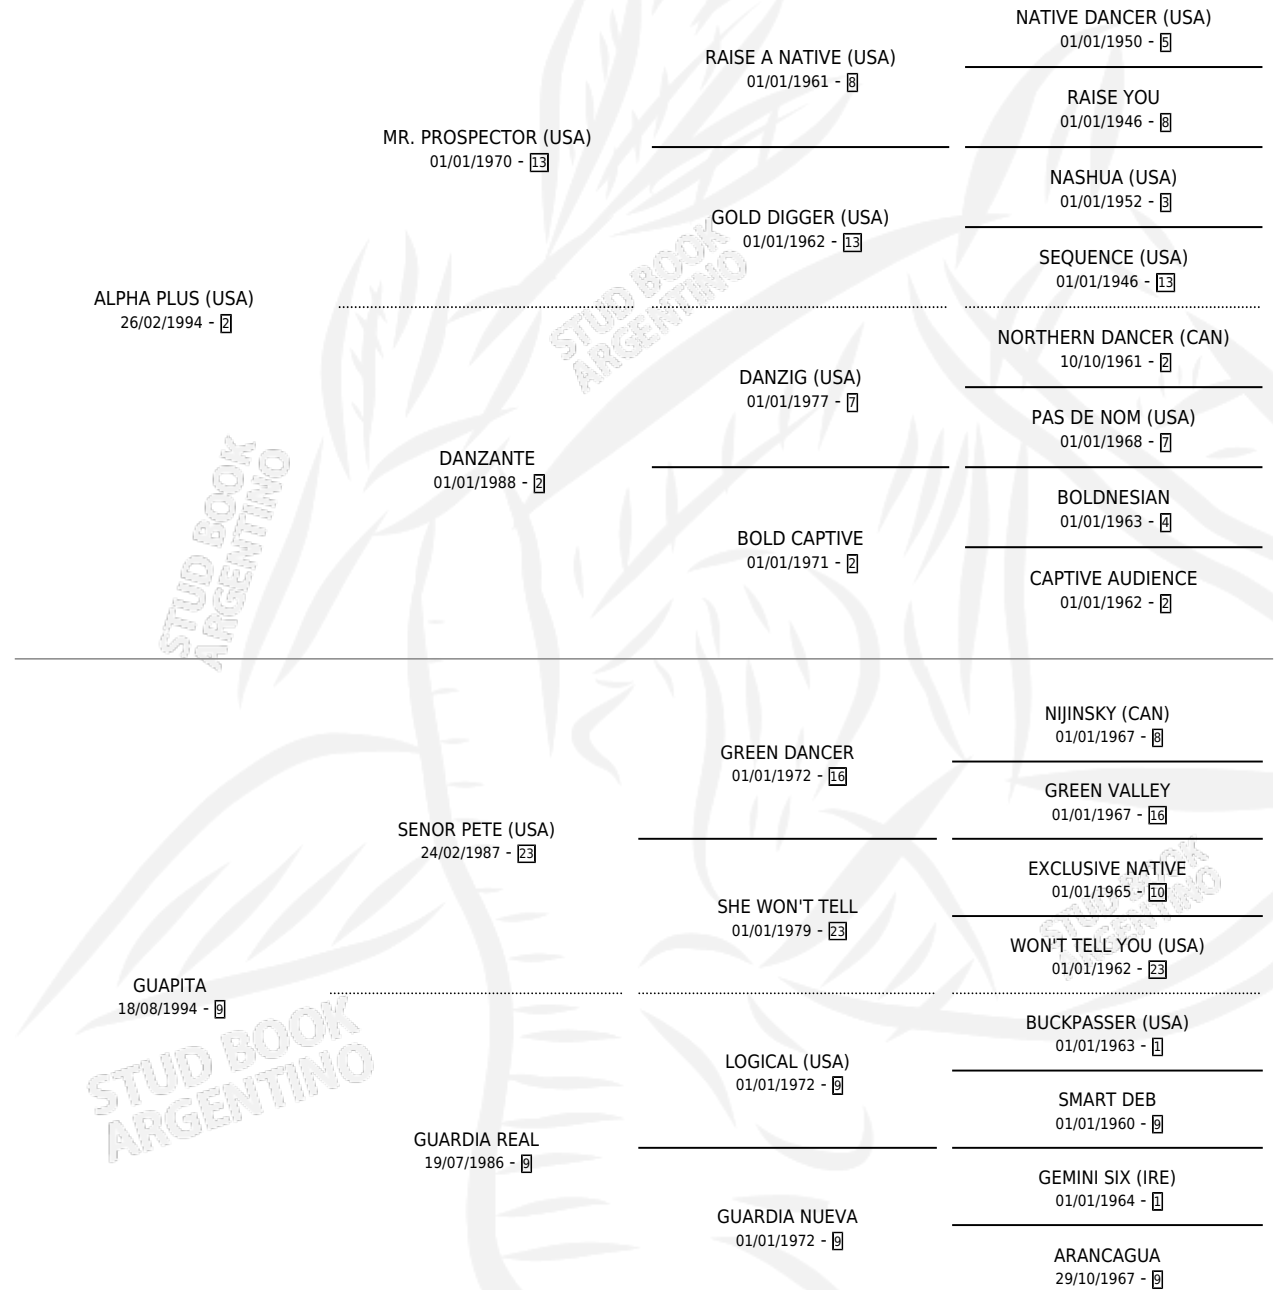 NATIVE DANCER (USA)
01/01/1950 - 5
RAISE A NATIVE (USA)
01/01/1961 - 8
RAISE YOU
01/01/1946 - 8
MR. PROSPECTOR (USA)
01/01/1970 - 13
NASHUA (USA)
01/01/1952 - 3
GOLD DIGGER (USA)
01/01/1962 - 13
SEQUENCE (USA)
01/01/1946 - 13
ALPHA PLUS (USA)
26/02/1994 - 2
NORTHERN DANCER (CAN)
10/10/1961 - 2
DANZIG (USA)
01/01/1977 - 7
PAS DE NOM (USA)
01/01/1968 - 7
DANZANTE
01/01/1988 - 2
BOLDNESIAN
01/01/1963 - 4
BOLD CAPTIVE
01/01/1971 - 2
CAPTIVE AUDIENCE
01/01/1962 - 2
NIJINSKY (CAN)
01/01/1967 - 8
GREEN DANCER
01/01/1972 - 16
GREEN VALLEY
01/01/1967 - 16
SENOR PETE (USA)
24/02/1987 - 23
EXCLUSIVE NATIVE
01/01/1965 - 10
SHE WON'T TELL
01/01/1979 - 23
WON'T TELL YOU (USA)
01/01/1962 - 23
GUAPITA
18/08/1994 - 9
BUCKPASSER (USA)
01/01/1963 - 1
LOGICAL (USA)
01/01/1972 - 9
SMART DEB
01/01/1960 - 9
GUARDIA REAL
19/07/1986 - 9
GEMINI SIX (IRE)
01/01/1964 - 1
GUARDIA NUEVA
01/01/1972 - 9
ARANCAGUA
29/10/1967 - 9
STUD BOOK
ARGENTINO
STUD BOOK
ARGENTINO
STUD BOOK
ARGENTINO
STUD BOOK
ARGENTINO